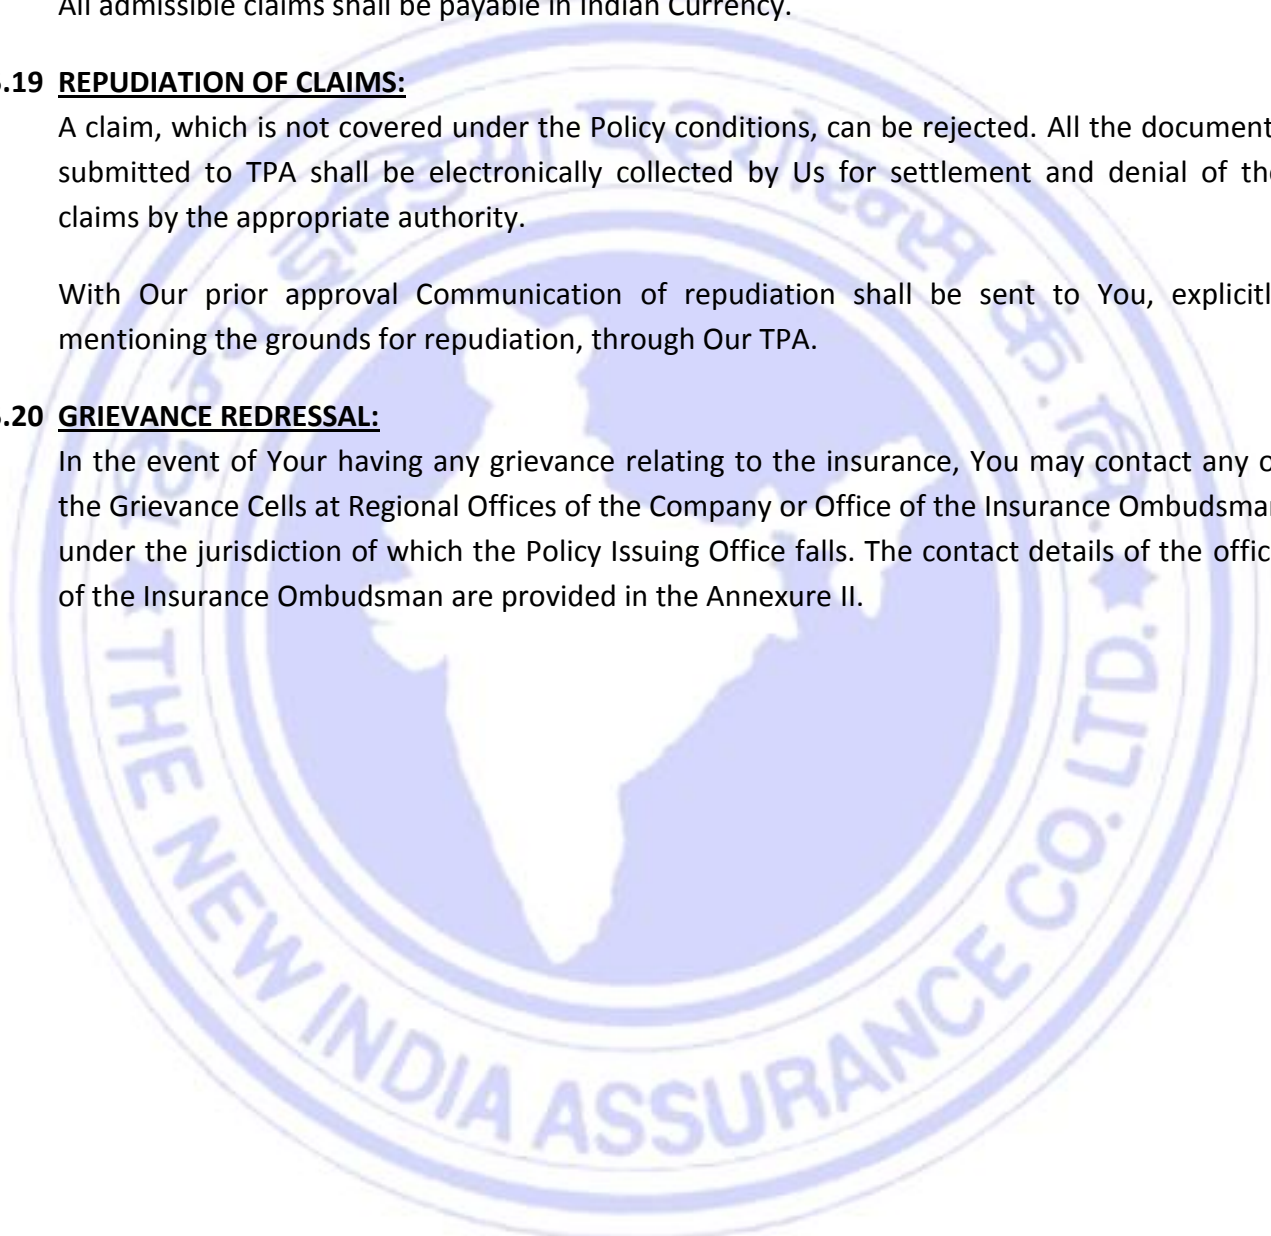 All admissible claims shall be payable in Indian Currency.
.19 REPUDIATION OF CLAIMS:
A claim, which is not covered under the Policy conditions, can be rejected. All the document
submitted to TPA shall be electronically collected by Us for settlement and denial of the
claims by the appropriate authority.
With Our prior approval Communication of repudiation shall be sent to You, explicitl
mentioning the grounds for repudiation, through Our TPA.
.20 GRIEVANCE REDRESSAL:
In the event of Your having any grievance relating to the insurance, You may contact any o
the Grievance Cells at Regional Offices of the Company or Office of the Insurance Ombudsman
under the jurisdiction of which the Policy Issuing Office falls. The contact details of the offic
of the Insurance Ombudsman are provided in the Annexure II.
दि न्यू इन्डिया एश्योरेन्स कं. लि.
THE NEW INDIA ASSURANCE CO. LTD.